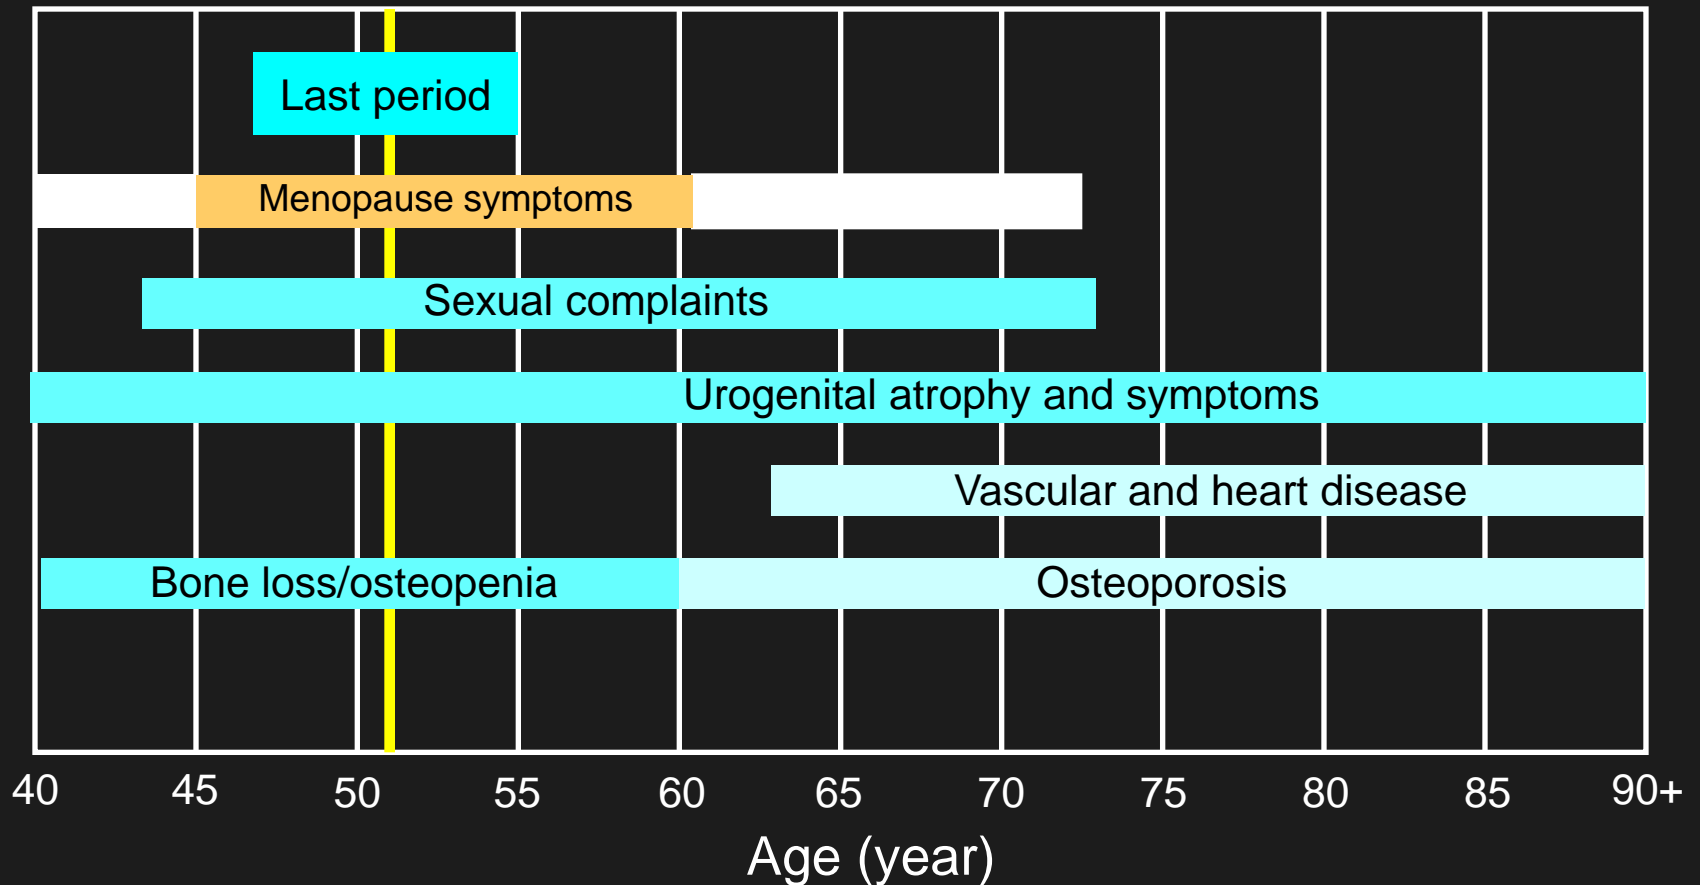 Last period
Menopause symptoms
Sexual complaints
Urogenital atrophy and symptoms
Vascular and heart disease
Bone loss/osteopenia Osteoporosis
40 45 50 55 60 65 70 75 80 85 90+
Age (year)